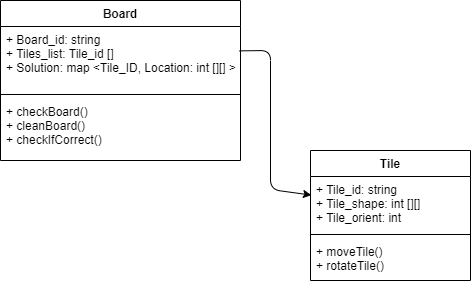 Board
+ Board_id: string
+ Tiles_list: Tile_id []
+ Solution: map <Tile_ID, Location: int [][] >
+ checkBoard()
+ cleanBoard()
+ checkIfCorrect()
Tile
+ Tile_id: string
+ Tile_shape: int [][]
+ Tile_orient: int
+ moveTile()
+ rotateTile()